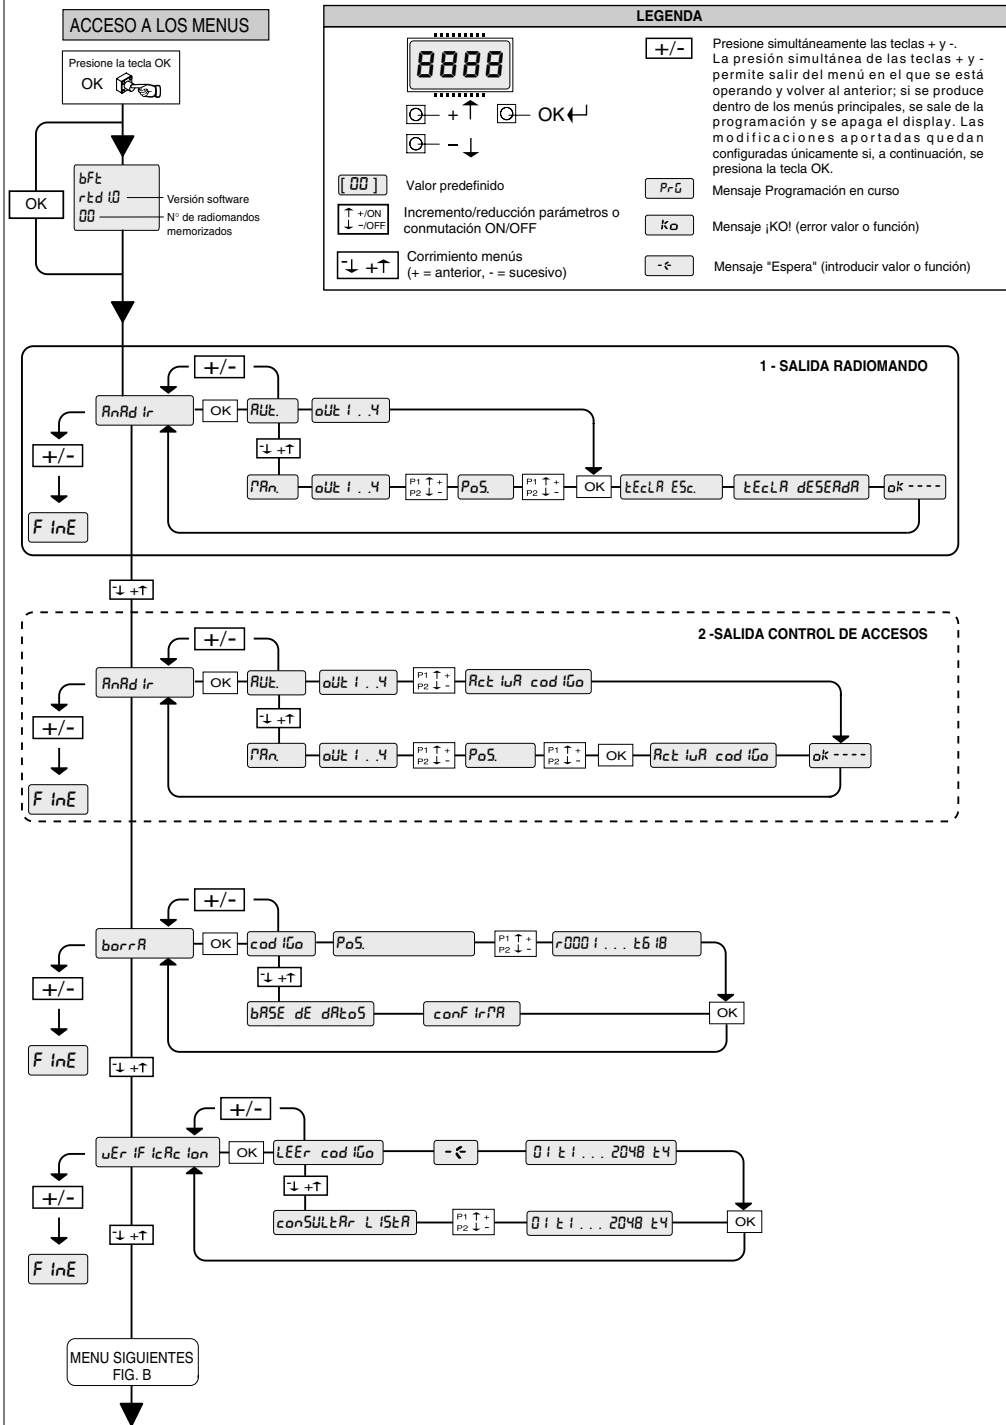 ACCESO A LOS MENUS
Presione la tecla OK
OK
OK
bFt
rtd 1.0
00
Versión software
N° de radiomandos
memorizados
LEGENDA
8888
+
OK
-
[ 00 ]
Valor predefinido
+/ON
-/OFF
Incremento/reducción parámetros o
conmutación ON/OFF
- +
Corrimiento menús
(+ = anterior, - = sucesivo)
+/-
Presione simultáneamente las teclas + y -.
La presión simultánea de las teclas + y -
permite salir del menú en el que se está
operando y volver al anterior; si se produce
dentro de los menús principales, se sale de la
programación y se apaga el display. Las
modificaciones aportadas quedan
configuradas únicamente si, a continuación, se
presiona la tecla OK.
PrG
Mensaje Programación en curso
Ko
Mensaje ¡KO! (error valor o función)
Mensaje "Espera" (introducir valor o función)
1 - SALIDA RADIOMANDO
+/-
AnAdir
OK
AUt.
oUt 1 . .4
+/-
- +
MAn.
oUt 1 . .4
P1 +
P2 -
PoS.
P1 +
P2 -
OK
tEcLA ESc.
tEcLA dESEAdA
oK ----
FInE
- +
2 -SALIDA CONTROL DE ACCESOS
+/-
AnAdir
OK
AUt.
oUt 1 . .4
P1 +
P2 -
ActIuA codIGo
+/-
- +
MAn.
oUt 1 . .4
P1 +
P2 -
PoS.
P1 +
P2 -
OK
ActIuA codIGo
oK ----
FInE
+/-
borrA
OK
codIGo
PoS.
P1 +
P2 -
r0001 ... t618
+/-
- +
bASE dE dAtoS
conFIrMA
OK
FInE
- +
+/-
uErIFIcAcIon
OK
LEEr codIGo
01 t1 ... 2048 t4
+/-
- +
conSULtAr LIStA
P1 +
P2 -
01 t1 ... 2048 t4
OK
- +
FInE
MENU SIGUIENTES
FIG. B